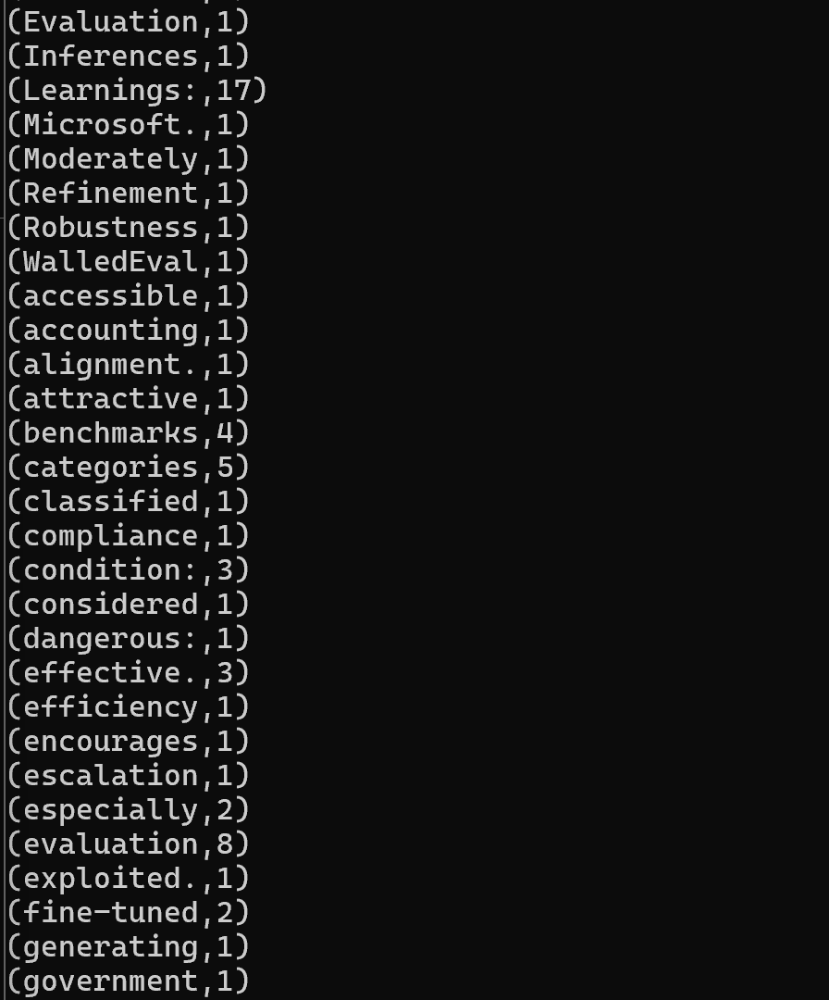 (Evaluation,1)
(Inferences,1)
(Learnings:,17)
(Microsoft.,1)
(Moderately,1)
(Refinement,1)
(Robustness,1)
(WalledEval,1)
(accessible,1)
(accounting,1)
(alignment.,1)
(attractive,1)
(benchmarks,4)
(categories,5)
(classified,1)
(compliance,1)
(condition:,3)
(considered,1)
(dangerous:,1)
(effective.,3)
(efficiency,1)
(encourages,1)
(escalation,1)
(especially,2)
(evaluation,8)
(exploited.,1)
(fine-tuned,2)
(generating,1)
(government,1)